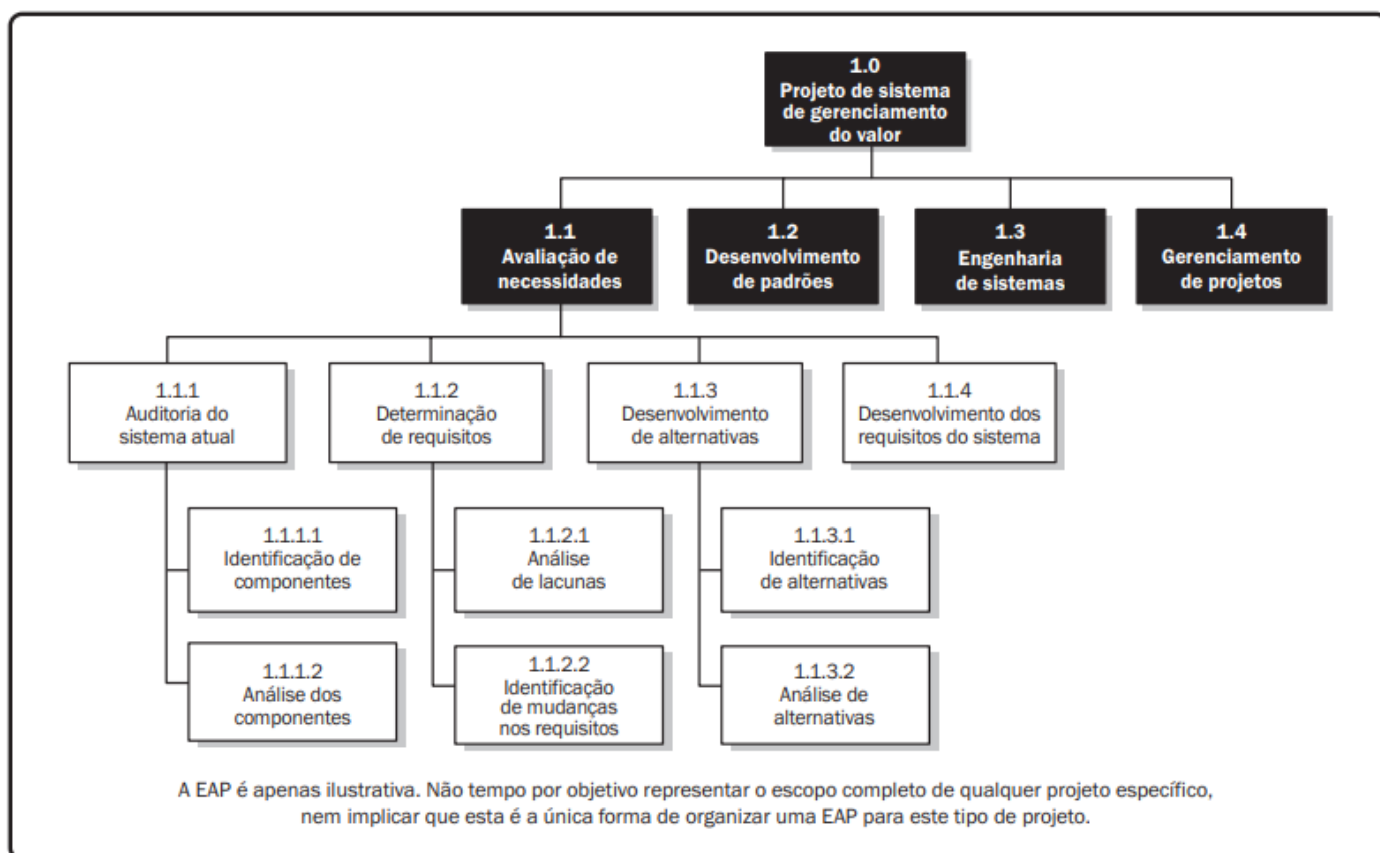 1.0
Projeto de sistema
de gerenciamento
do valor
1.1
Avaliação de
necessidades
1.2
Desenvolvimento
de padrões
1.3
Engenharia
de sistemas
1.4
Gerenciamento
de projetos
1.1.1
Auditoria do
sistema atual
1.1.2
Determinação
de requisitos
1.1.3
Desenvolvimento
de alternativas
1.1.4
Desenvolvimento dos
requisitos do sistema
1.1.1.1
Identificação de
componentes
1.1.2.1
Análise
de lacunas
1.1.3.1
Identificação
de alternativas
1.1.1.2
Análise dos
componentes
1.1.2.2
Identificação
de mudanças
nos requisitos
1.1.3.2
Análise de
alternativas
A EAP é apenas ilustrativa. Não tempo por objetivo representar o escopo completo de qualquer projeto específico,
nem implicar que esta é a única forma de organizar uma EAP para este tipo de projeto.